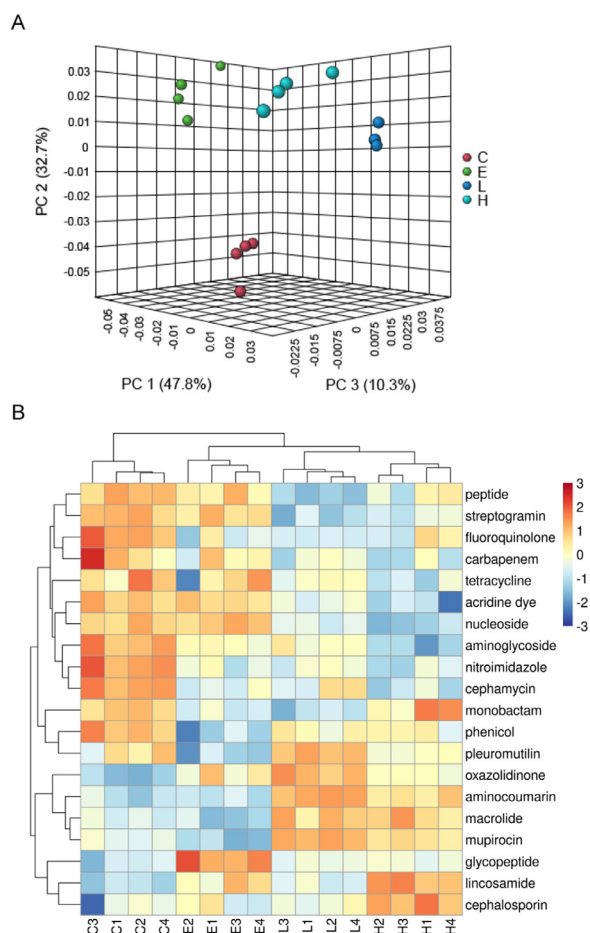 A
0.03
0.02
0.01
0
-0.01
-0.02
-0.03
-0.04
-0.05
PC 2 (32.7%)
C
E
L
H
-0.05
-0.04
-0.03
-0.02
-0.01
0
0.01
0.02
0.03
-0.0225
-0.015
-0.0075
0
0.0075
0.015
0.0225
0.03
0.0375
PC 1 (47.8%)
PC 3 (10.3%)
B
peptide
streptogramin
fluoroquinolone
carbapenem
tetracycline
acridine dye
nucleoside
aminoglycoside
nitroimidazole
cephamycin
monobactam
phenicol
pleuromutilin
oxazolidinone
aminocoumarin
macrolide
mupirocin
glycopeptide
lincosamide
cephalosporin
3
2
1
0
-1
-2
-3
C3 C1 C2 C4 E2 E1 E3 E4 L3 L1 L2 L4 H2 H3 H1 H4